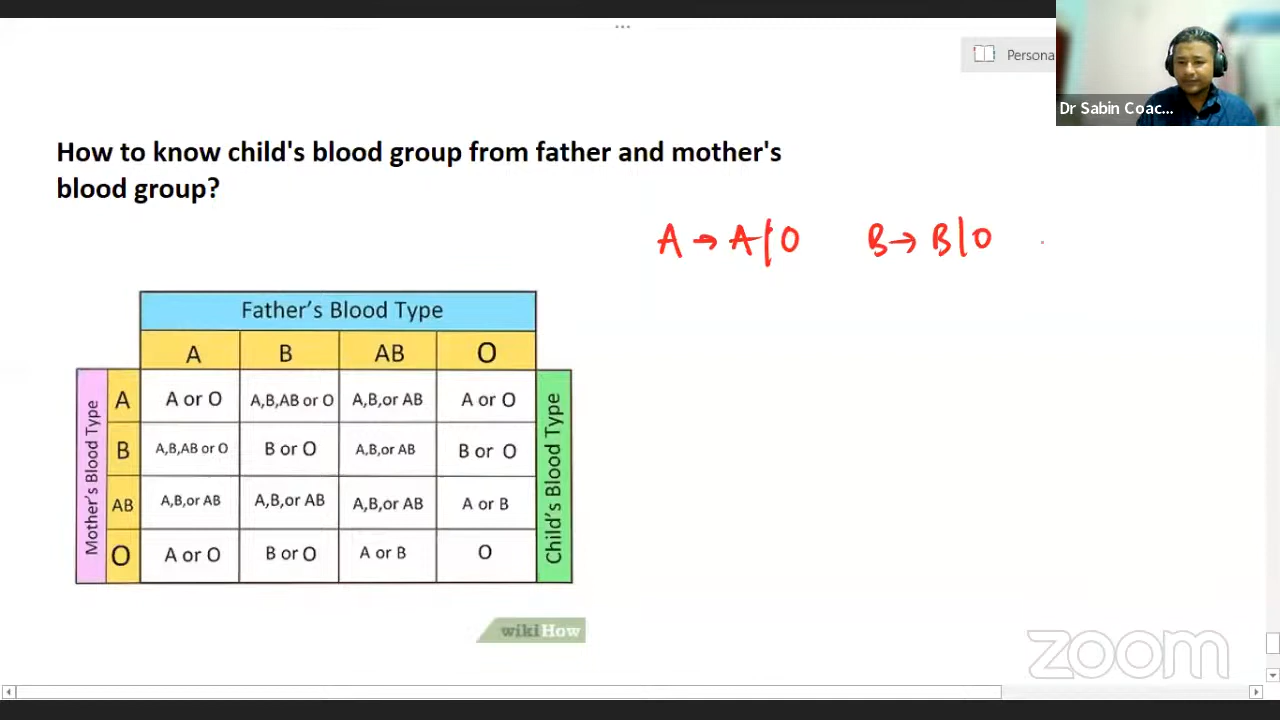 Persona
Dr Sabin Coac...
How to know child's blood group from father and mother's
blood group?
A → A/O B → B|O
Father's Blood Type
A B AB O
Mother's Blood Type
Child's Blood Type
A A or O A,B,AB or O A,B,or AB A or O
B A,B,AB or O B or O A,B,or AB B or O
AB A,B,or AB A,B,or AB A,B,or AB A or B
O A or O B or O A or B O
wikiHow
zoom